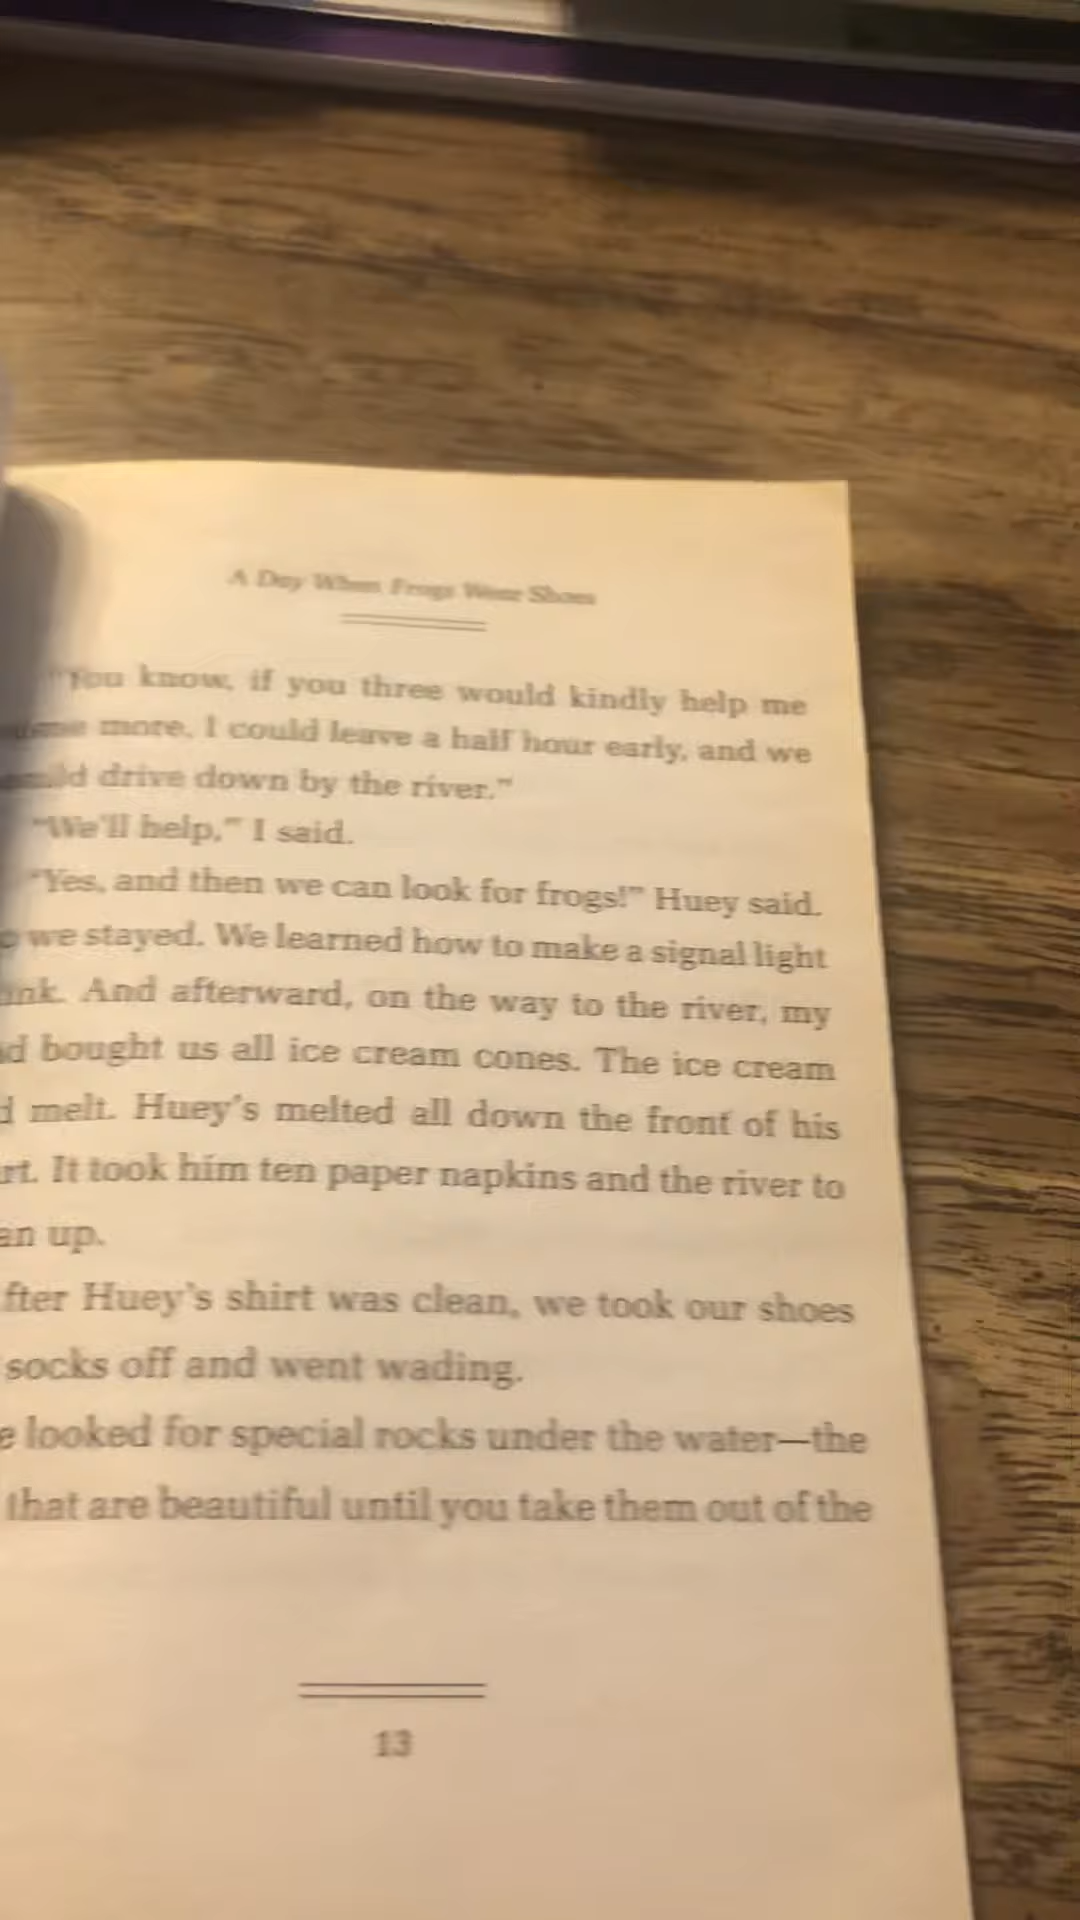 A Day When Frogs Wear Shoes
"You know, if you three would kindly help me
some more, I could leave a half hour early, and we
could drive down by the river."
"We'll help," I said.
"Yes, and then we can look for frogs!" Huey said.
we stayed. We learned how to make a signal light
And afterward, on the way to the river, my
bought us all ice cream cones. The ice cream
melt. Huey's melted all down the front of his
It took him ten paper napkins and the river to
up.
Huey's shirt was clean, we took our shoes
socks off and went wading.
looked for special rocks under the water—the
that are beautiful until you take them out of the
13